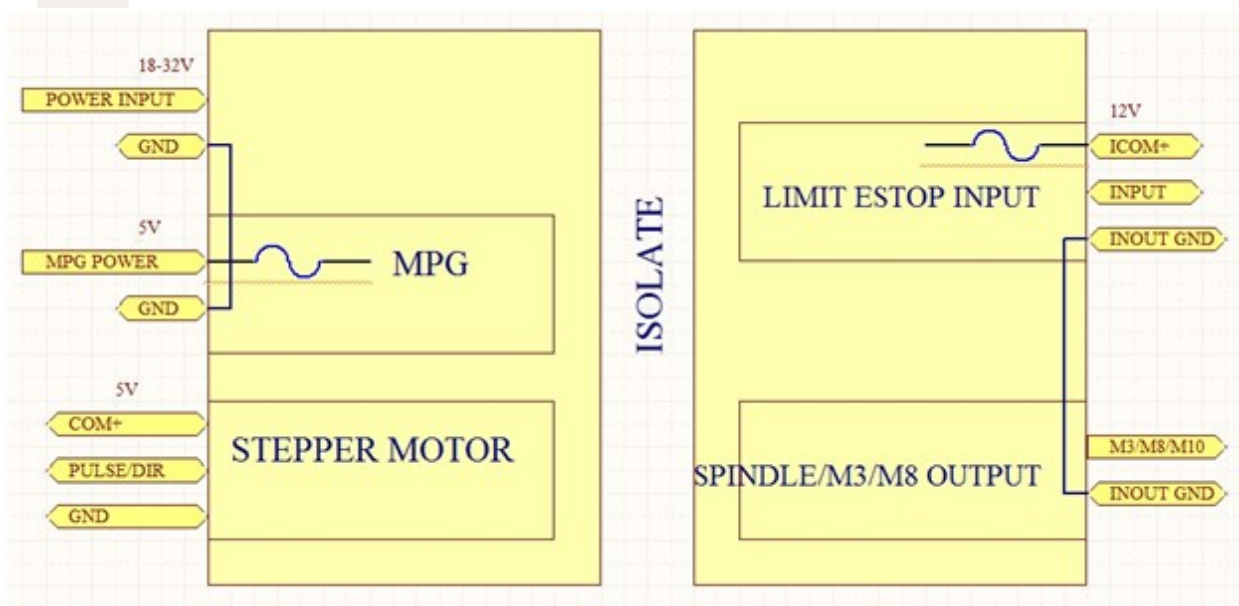 18-32V
POWER INPUT
GND
5V
MPG POWER
GND
MPG
5V
COM+
PULSE/DIR
GND
STEPPER MOTOR
ISOLATE
12V
ICOM+
INPUT
INOUT GND
LIMIT ESTOP INPUT
M3/M8/M10
INOUT GND
SPINDLE/M3/M8 OUTPUT